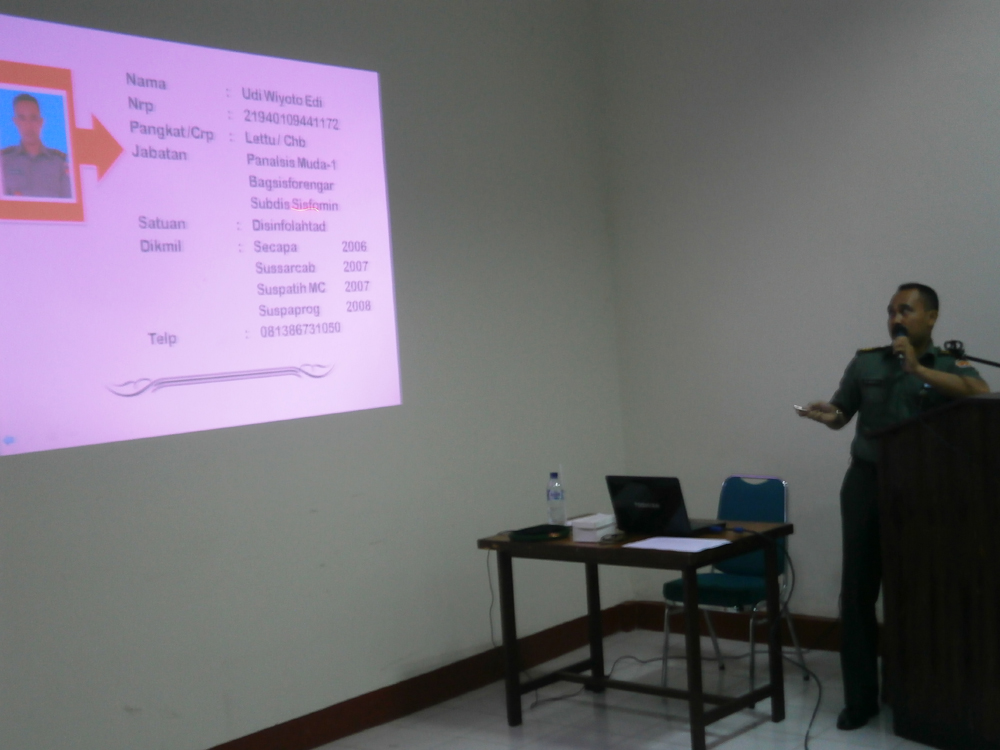 Nama : Udi Wiyoto Edi
Nrp : 21940109441172
Pangkat/Crp : Lettu / Chb
Jabatan Panalsis Muda-1
Bagsisforengar
Subdis Sisfomin
Satuan : Disinfolahtad
Dikmil : Secapa 2006
Sussarcab 2007
Suspatih MC 2007
Suspaprog 2008
Telp : 081386731050